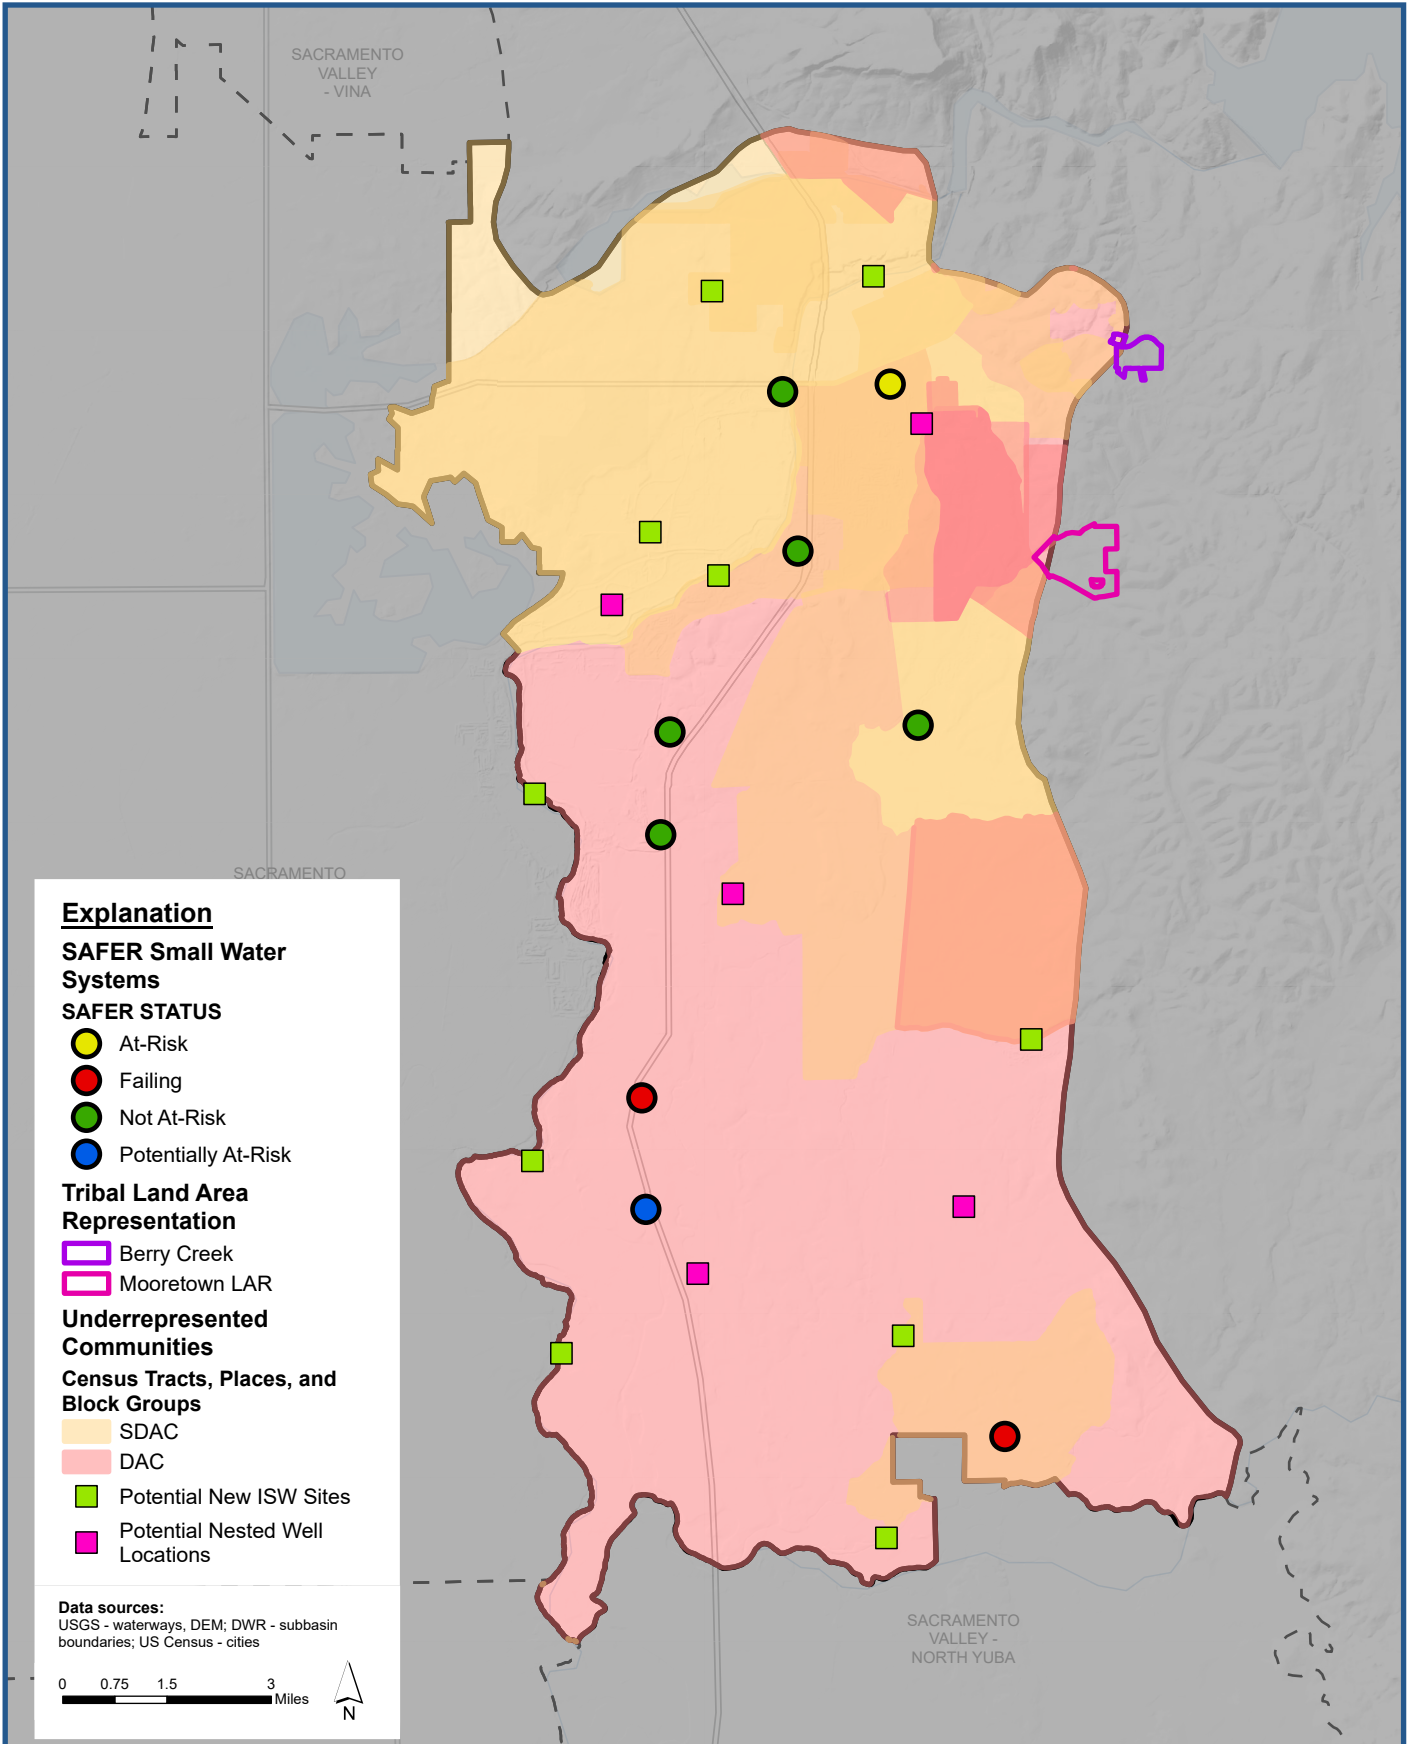 SACRAMENTO
VALLEY
- VINA
SACRAMENTO
Explanation
SAFER Small Water
Systems
SAFER STATUS
At-Risk
Failing
Not At-Risk
Potentially At-Risk
Tribal Land Area
Representation
Berry Creek
Mooretown LAR
Underrepresented
Communities
Census Tracts, Places, and
Block Groups
SDAC
DAC
Potential New ISW Sites
Potential Nested Well
Locations
Data sources:
USGS - waterways, DEM; DWR - subbasin
boundaries; US Census - cities
0 0.75 1.5 3
Miles
N
SACRAMENTO
VALLEY -
NORTH YUBA